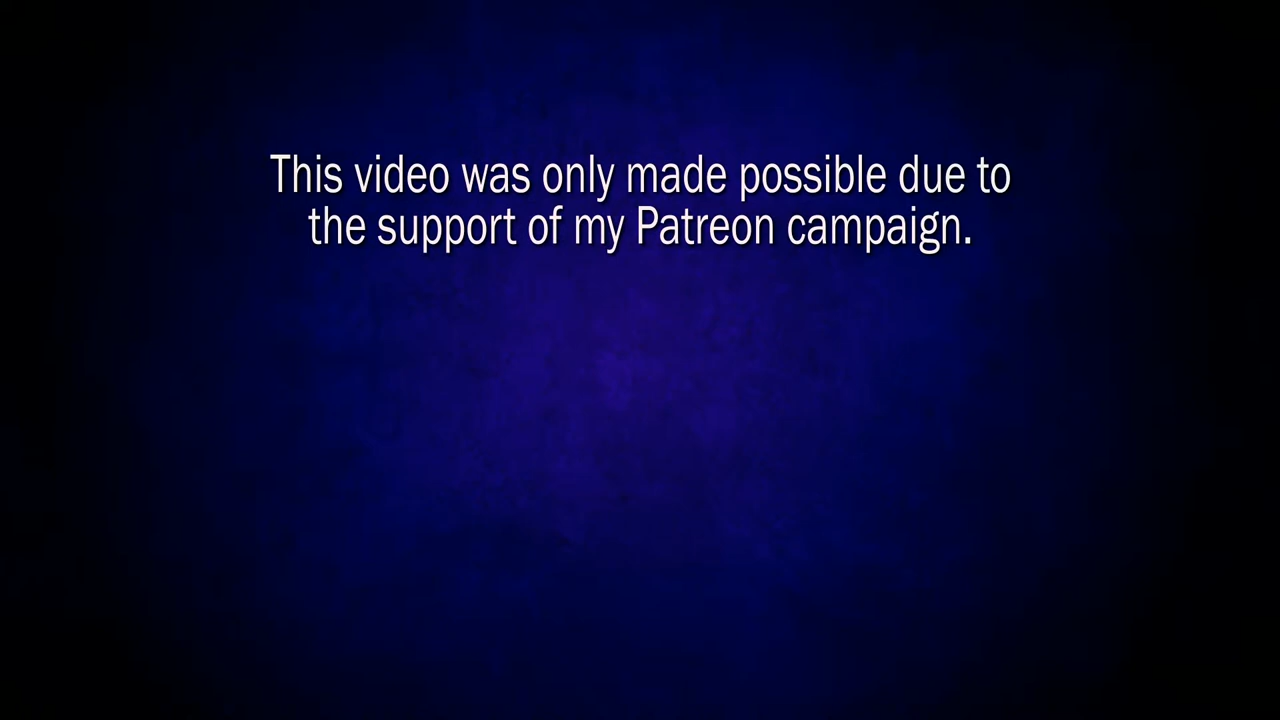 This video was only made possible due to
the support of my Patreon campaign.